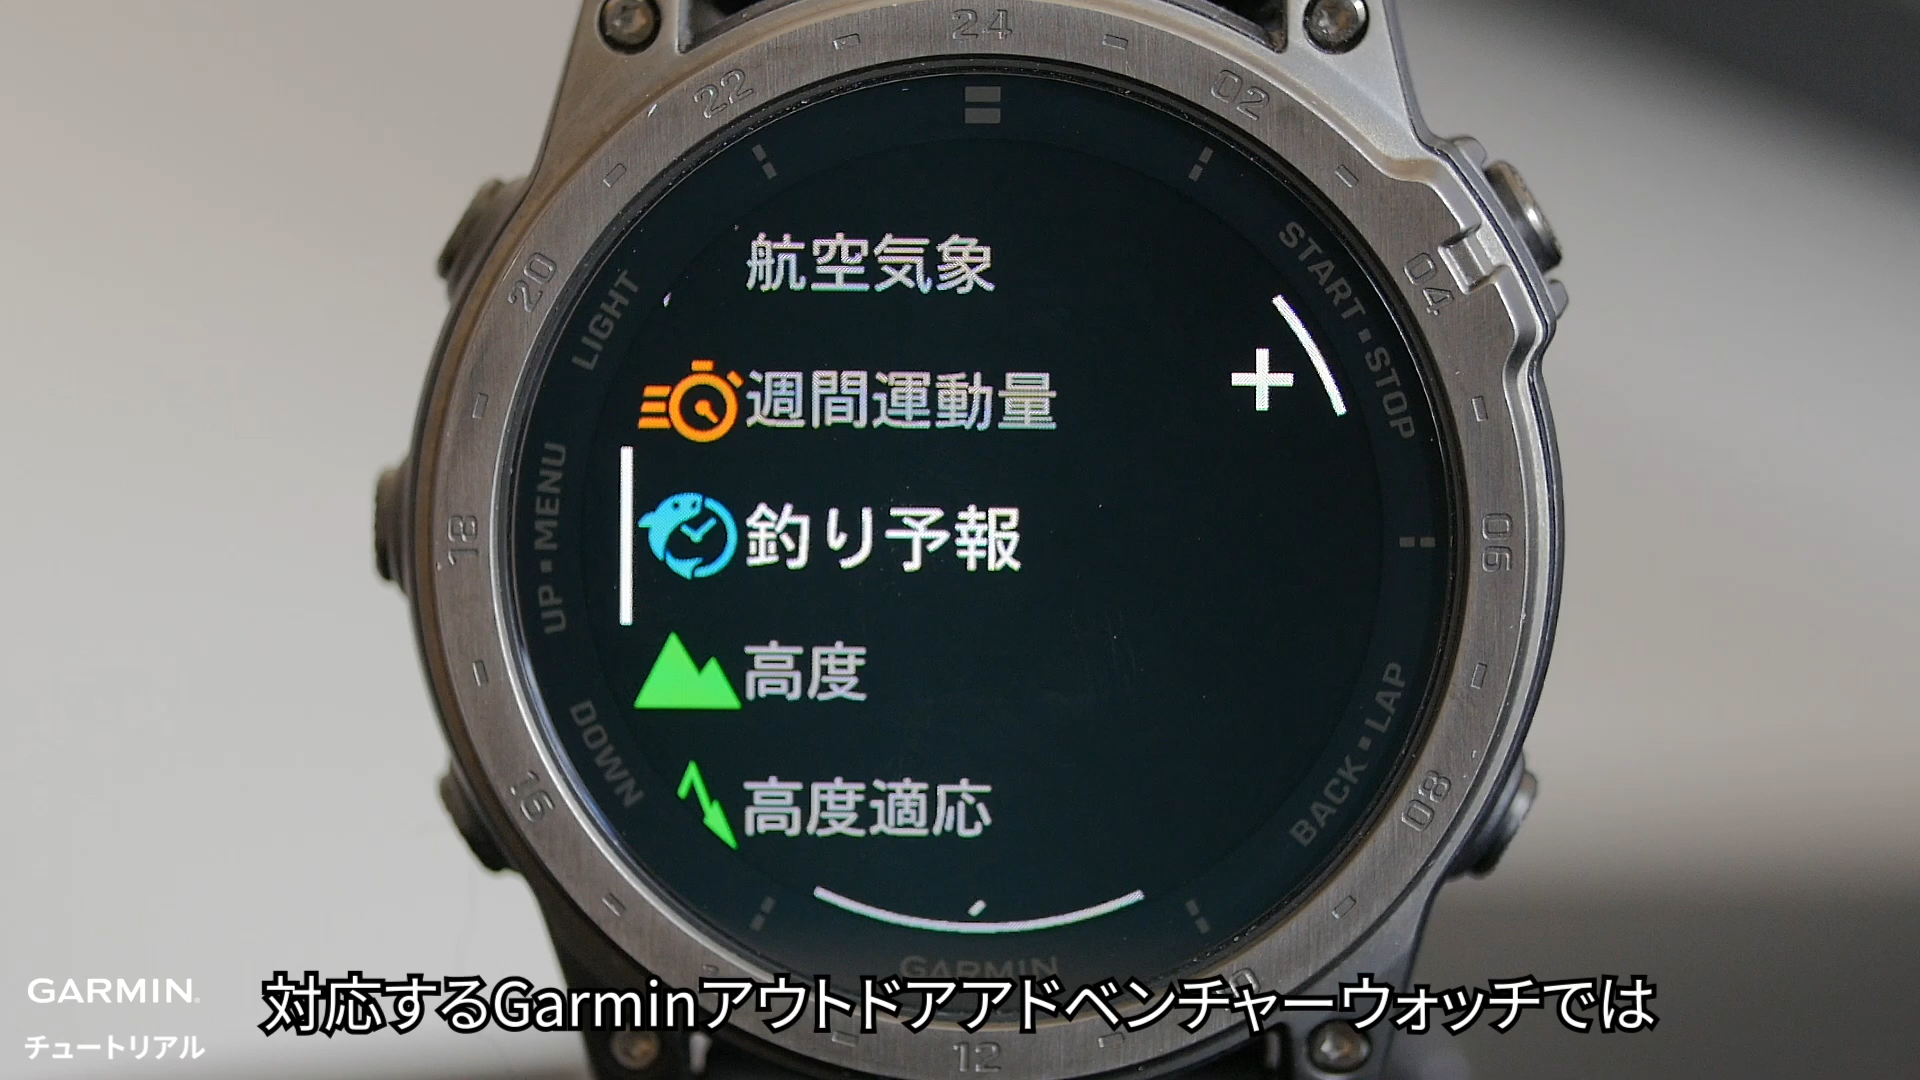 24
22
02
20
04
LIGHT
START•STOP
航空気象
週間運動量
釣り予報
高度
高度適応
UP•MENU
18
06
DOWN
BACK•LAP
16
08
GARMIN
12
GARMIN
チュートリアル
対応するGarminアウトドアアドベンチャーウォッチでは